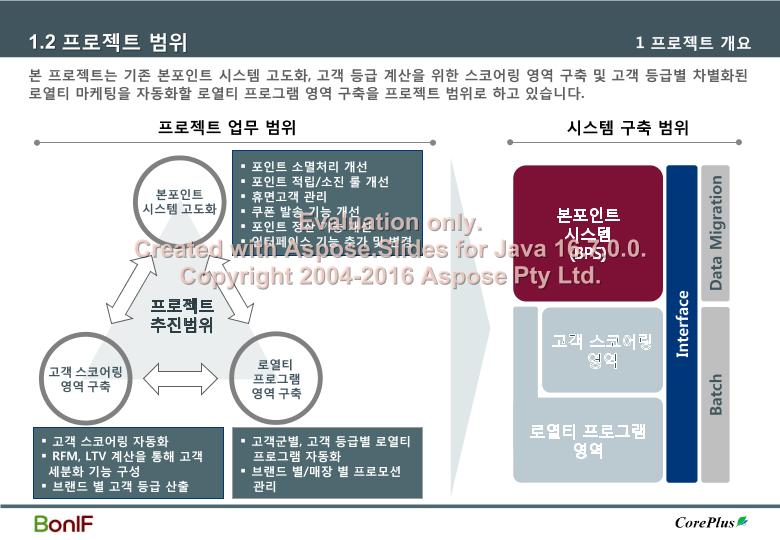 1.2 프로젝트 범위
1 프로젝트 개요
본 프로젝트는 기존 본포인트 시스템 고도화, 고객 등급 계산을 위한 스코어링 영역 구축 및 고객 등급별 차별화된
로열티 마케팅을 자동화할 로열티 프로그램 영역 구축을 프로젝트 범위로 하고 있습니다.
프로젝트 업무 범위
본포인트
시스템 고도화
▪ 포인트 소멸처리 개선
▪ 포인트 적립/소진 룰 개선
▪ 휴면고객 관리
▪ 쿠폰 발송 기능 개선
▪ 포인트 정산 기능 개선
▪ 인터페이스 기능 추가 및 변경
프로젝트
추진범위
고객 스코어링
영역 구축
로열티
프로그램
영역 구축
▪ 고객 스코어링 자동화
▪ RFM, LTV 계산을 통해 고객
세분화 기능 구성
▪ 브랜드 별 고객 등급 산출
▪ 고객군별, 고객 등급별 로열티
프로그램 자동화
▪ 브랜드 별/매장 별 프로모션
관리
시스템 구축 범위
본포인트
시스템
(BPS)
고객 스코어링
영역
로열티 프로그램
영역
Interface
Data Migration
Batch
Evaluation only.
Created with Aspose.Slides for Java 16.7.0.0.
Copyright 2004-2016 Aspose Pty Ltd.
BonIF
CorePlus